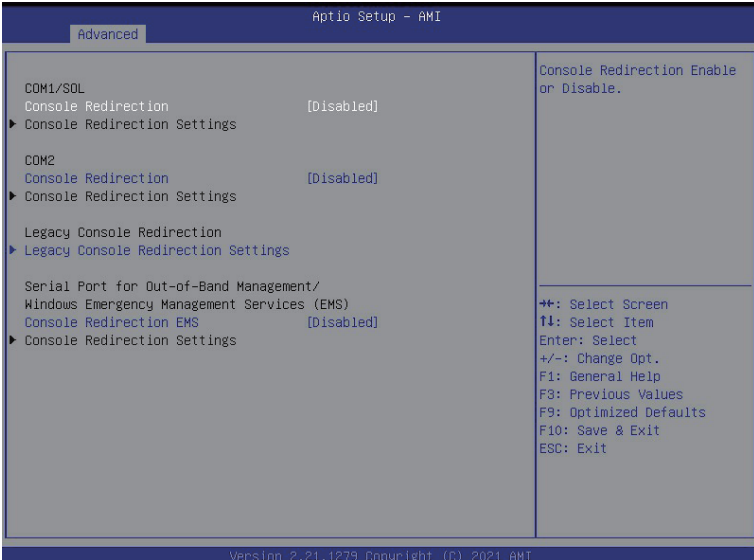 Aptio Setup – AMI
Advanced
COM1/SOL
Console Redirection [Disabled]
▶ Console Redirection Settings
COM2
Console Redirection [Disabled]
▶ Console Redirection Settings
Legacy Console Redirection
▶ Legacy Console Redirection Settings
Serial Port for Out-of-Band Management/
Windows Emergency Management Services (EMS)
Console Redirection EMS [Disabled]
▶ Console Redirection Settings
Console Redirection Enable
or Disable.
→←: Select Screen
↑↓: Select Item
Enter: Select
+/-: Change Opt.
F1: General Help
F3: Previous Values
F9: Optimized Defaults
F10: Save & Exit
ESC: Exit
Version 2.21.1279 Copyright (C) 2021 AMI